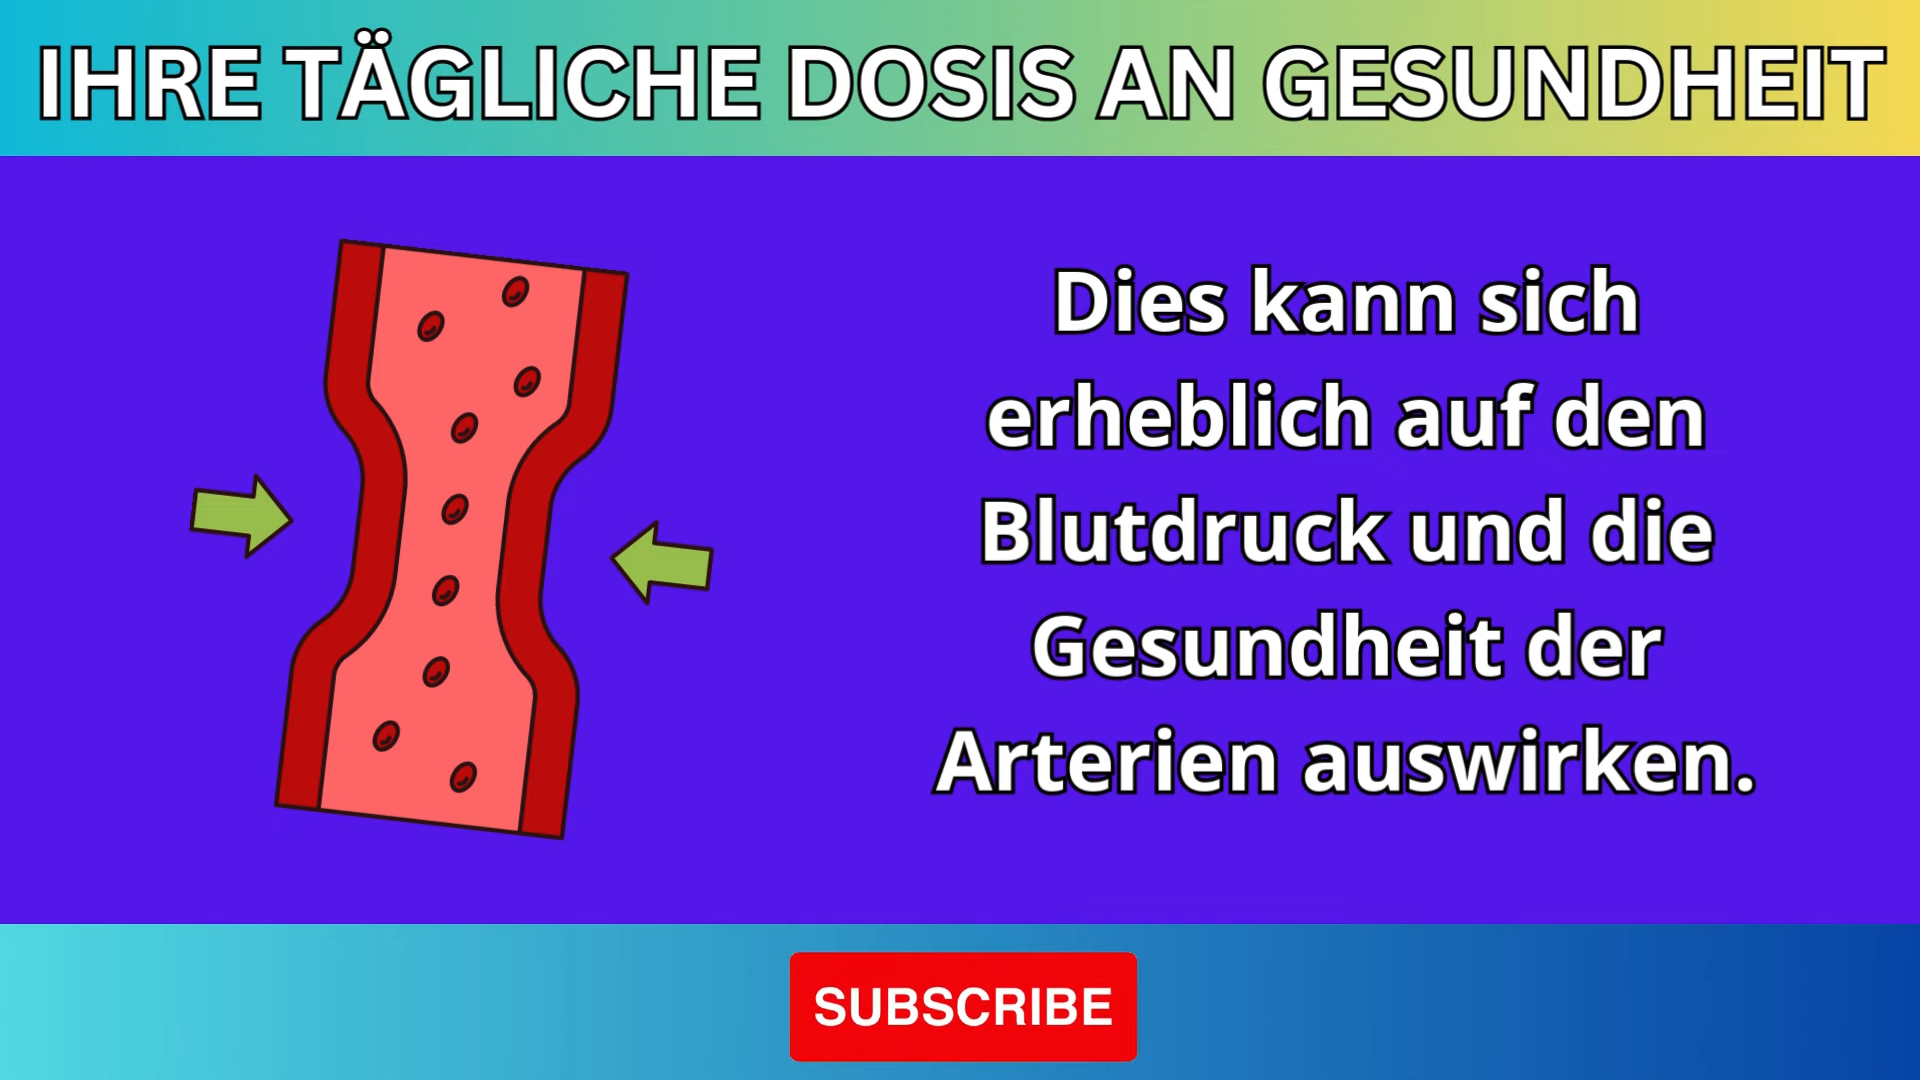 IHRE TÄGLICHE DOSIS AN GESUNDHEIT
Dies kann sich
erheblich auf den
Blutdruck und die
Gesundheit der
Arterien auswirken.
SUBSCRIBE